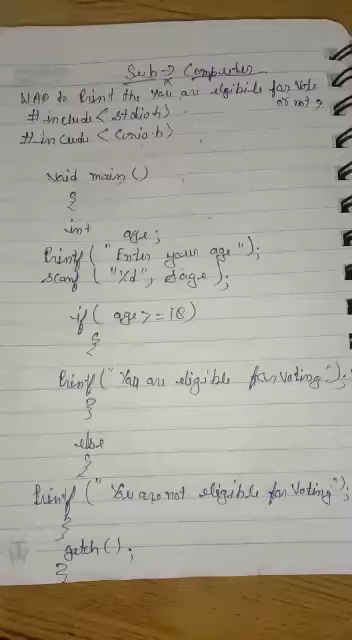 Sub → Computer
WAP to Print the You are elgibile for Vote
or not ?
# include < stdio.h>
# include < conio.h>
void main ()
{
int age;
Printf ("Enter your age");
scanf ("%d", &age);
if ( age >= 18)
{
Printf ("You are eligible for voting");
}
else
{
Printf (" You are not eligible for voting");
}
getch ();
}